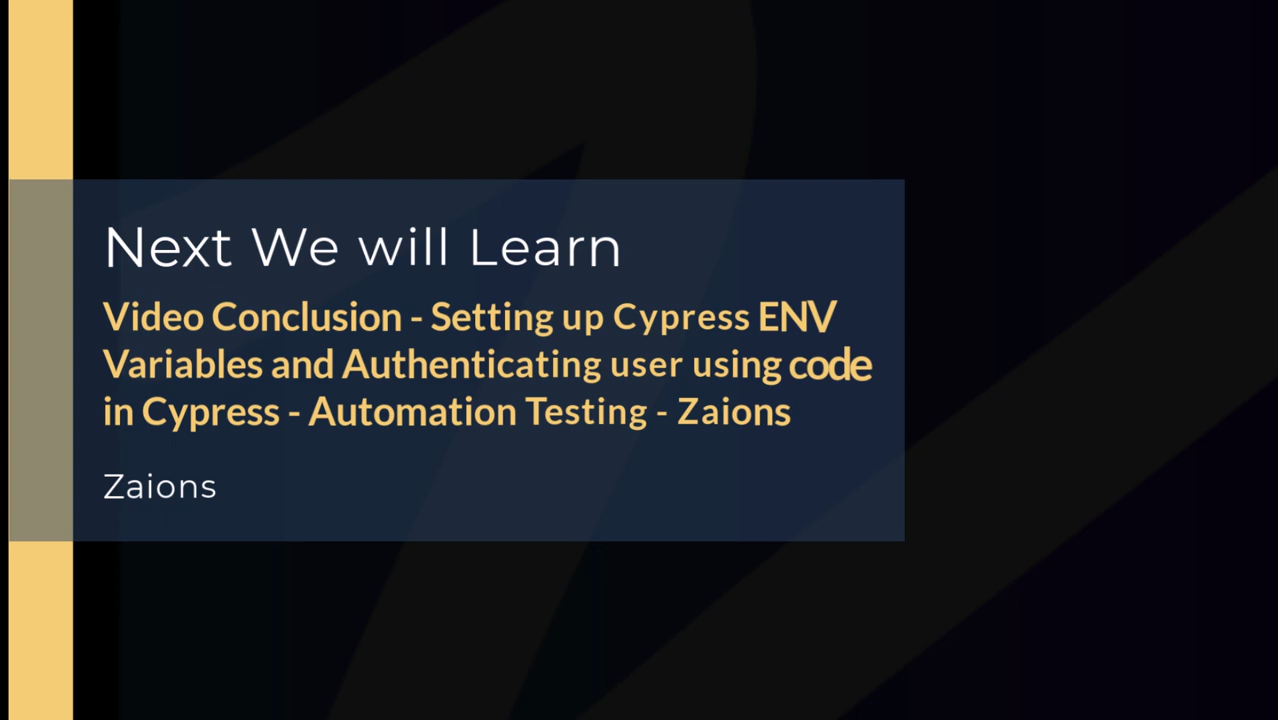 Next We will Learn
Video Conclusion - Setting up Cypress ENV
Variables and Authenticating user using code
in Cypress - Automation Testing - Zaions
Zaions